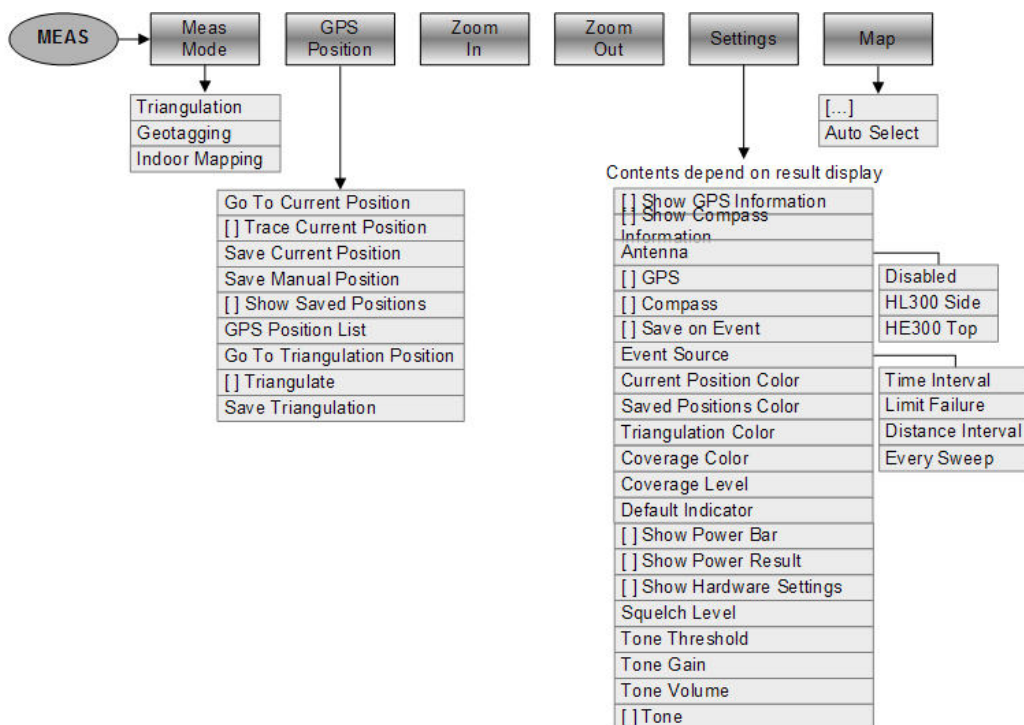 MEAS
Meas
Mode
GPS
Position
Zoom
In
Zoom
Out
Settings
Map
Triangulation
Geotagging
Indoor Mapping
[...]
Auto Select
Go To Current Position
[ ] Trace Current Position
Save Current Position
Save Manual Position
[ ] Show Saved Positions
GPS Position List
Go To Triangulation Position
[ ] Triangulate
Save Triangulation
Contents depend on result display
[ ] Show GPS Information
[ ] Show Compass
Information
Antenna
[ ] GPS
[ ] Compass
[ ] Save on Event
Event Source
Current Position Color
Saved Positions Color
Triangulation Color
Coverage Color
Coverage Level
Default Indicator
[ ] Show Power Bar
[ ] Show Power Result
[ ] Show Hardware Settings
Squelch Level
Tone Threshold
Tone Gain
Tone Volume
[ ] Tone
Disabled
HL300 Side
HE300 Top
Time Interval
Limit Failure
Distance Interval
Every Sweep